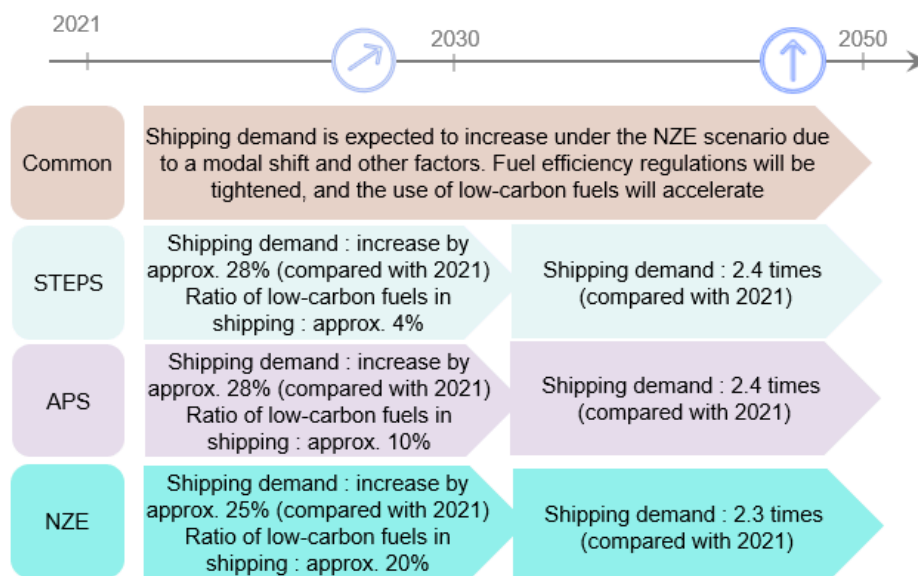 2021
2030
2050
Common
Shipping demand is expected to increase under the NZE scenario due
to a modal shift and other factors. Fuel efficiency regulations will be
tightened, and the use of low-carbon fuels will accelerate
STEPS
Shipping demand : increase by
approx. 28% (compared with 2021)
Ratio of low-carbon fuels in
shipping : approx. 4%
Shipping demand : 2.4 times
(compared with 2021)
APS
Shipping demand : increase by
approx. 28% (compared with 2021)
Ratio of low-carbon fuels in
shipping : approx. 10%
Shipping demand : 2.4 times
(compared with 2021)
NZE
Shipping demand : increase by
approx. 25% (compared with 2021)
Ratio of low-carbon fuels in
shipping : approx. 20%
Shipping demand : 2.3 times
(compared with 2021)